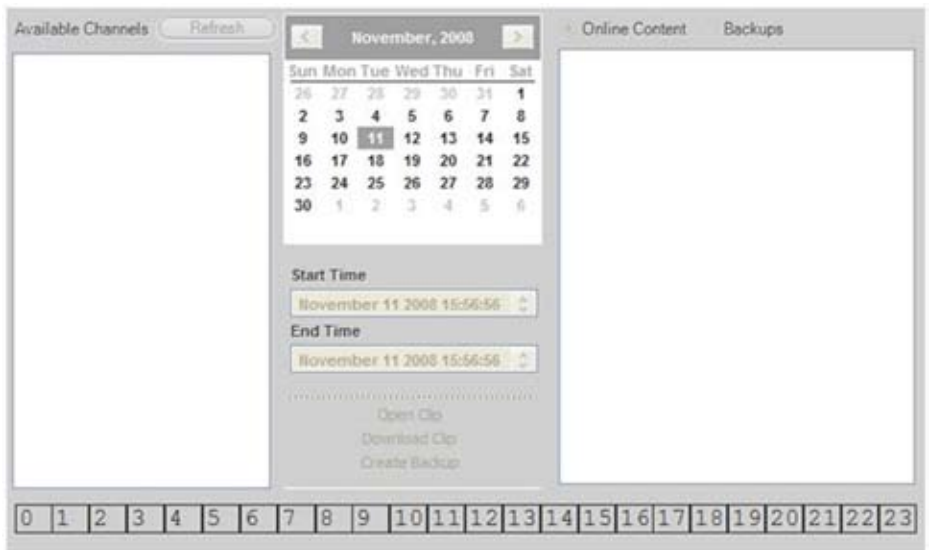 Available Channels Refresh
< November, 2008 >
Sun Mon Tue Wed Thu Fri Sat
26 27 28 29 30 31 1
2 3 4 5 6 7 8
9 10 11 12 13 14 15
16 17 18 19 20 21 22
23 24 25 26 27 28 29
30 1 2 3 4 5 6
Start Time
November 11 2008 15:56:56
End Time
November 11 2008 15:56:56
Open Clip
Download Clip
Create Backup
Online Content Backups
0 1 2 3 4 5 6 7 8 9 10 11 12 13 14 15 16 17 18 19 20 21 22 23